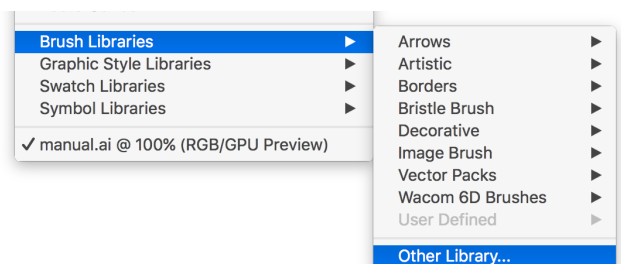 Brush Libraries
Graphic Style Libraries
Swatch Libraries
Symbol Libraries
✓ manual.ai @ 100% (RGB/GPU Preview)
Arrows
Artistic
Borders
Bristle Brush
Decorative
Image Brush
Vector Packs
Wacom 6D Brushes
User Defined
Other Library...